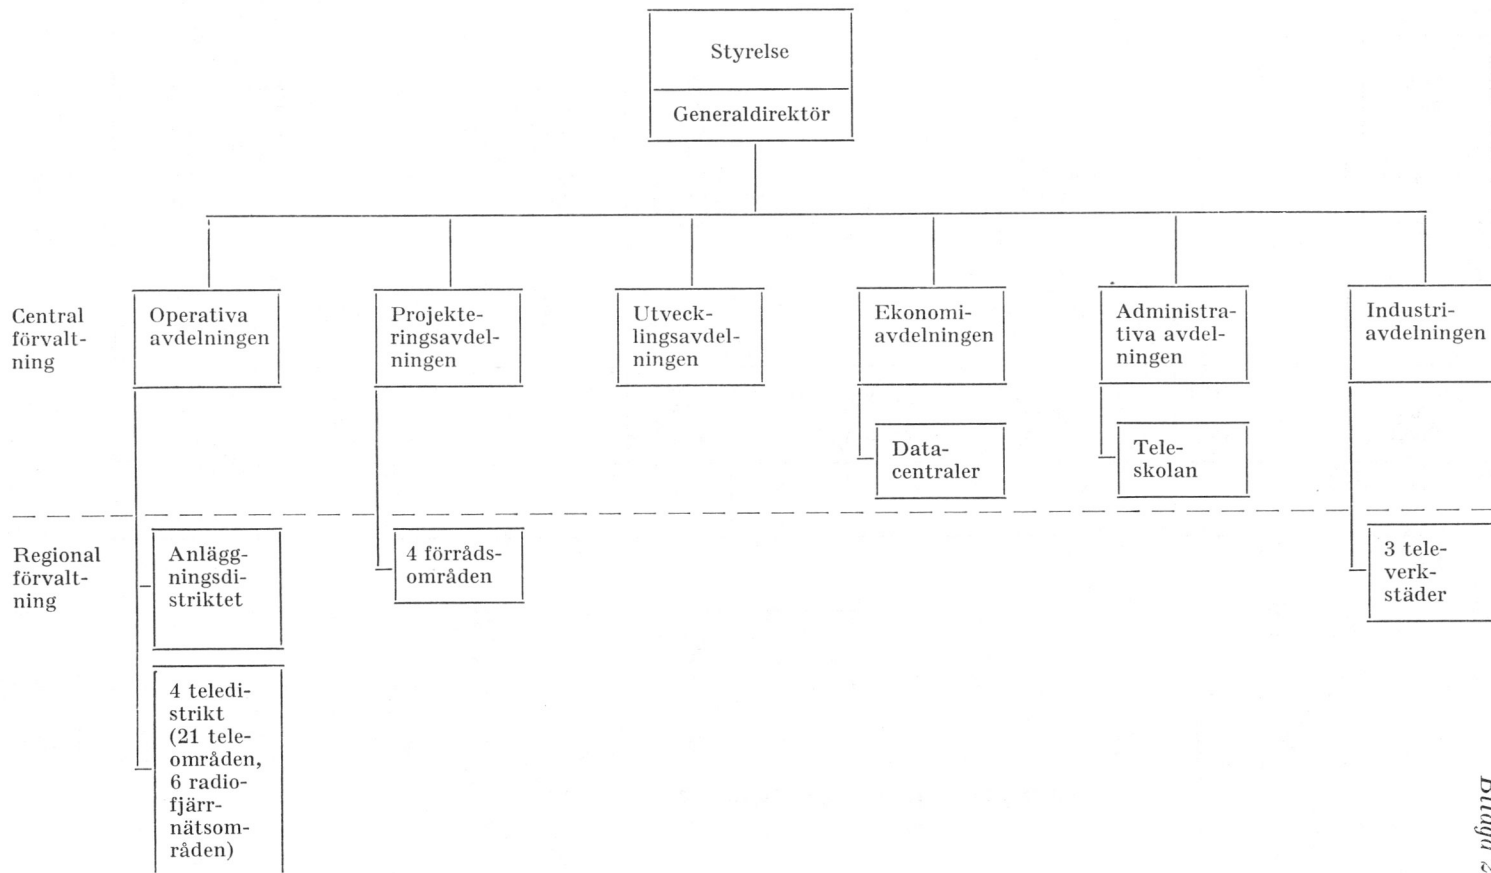 Styrelse
Generaldirektör
Central
förvalt-
ning
Operativa
avdelningen
Projekte-
ringsavdel-
ningen
Utveck-
lingsavdel-
ningen
Ekonomi-
avdelningen
Administra-
tiva avdel-
ningen
Industri-
avdelningen
Data-
centraler
Tele-
skolan
Regional
förvalt-
ning
Anlägg-
ningsdi-
striktet
4 förråds-
områden
3 tele-
verk-
städer
4 teledi-
strikt
(21 tele-
områden,
6 radio-
fjärr-
nätsom-
råden)
Bilaga 2